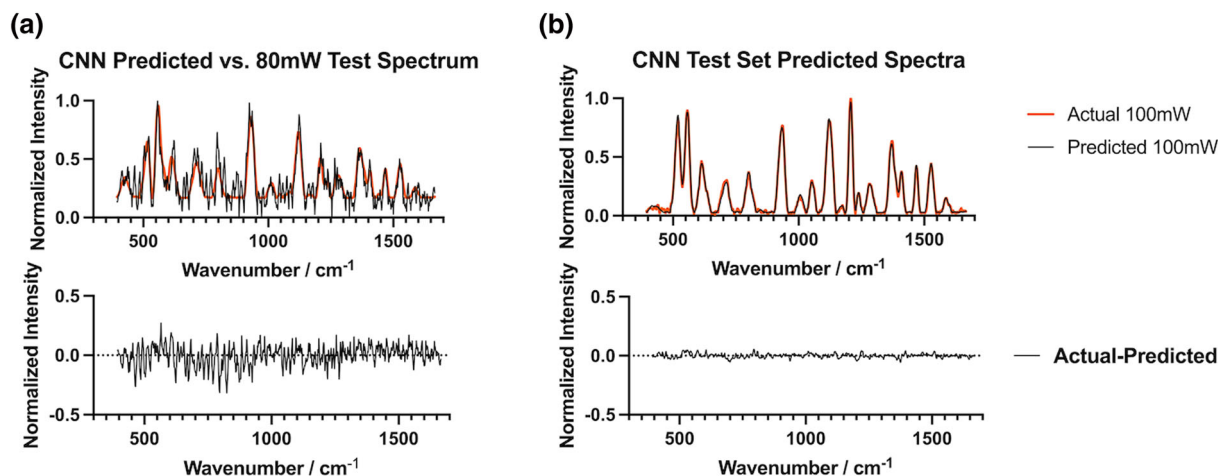 (a)
CNN Predicted vs. 80mW Test Spectrum
Normalized Intensity
1.0
0.5
0.0
500
1000
1500
Wavenumber / cm-1
Normalized Intensity
0.5
0.0
-0.5
500
1000
1500
Wavenumber / cm-1
(b)
CNN Test Set Predicted Spectra
Normalized Intensity
1.0
0.5
0.0
500
1000
1500
Wavenumber / cm-1
Actual 100mW
Predicted 100mW
Normalized Intensity
0.5
0.0
-0.5
500
1000
1500
Wavenumber / cm-1
Actual-Predicted